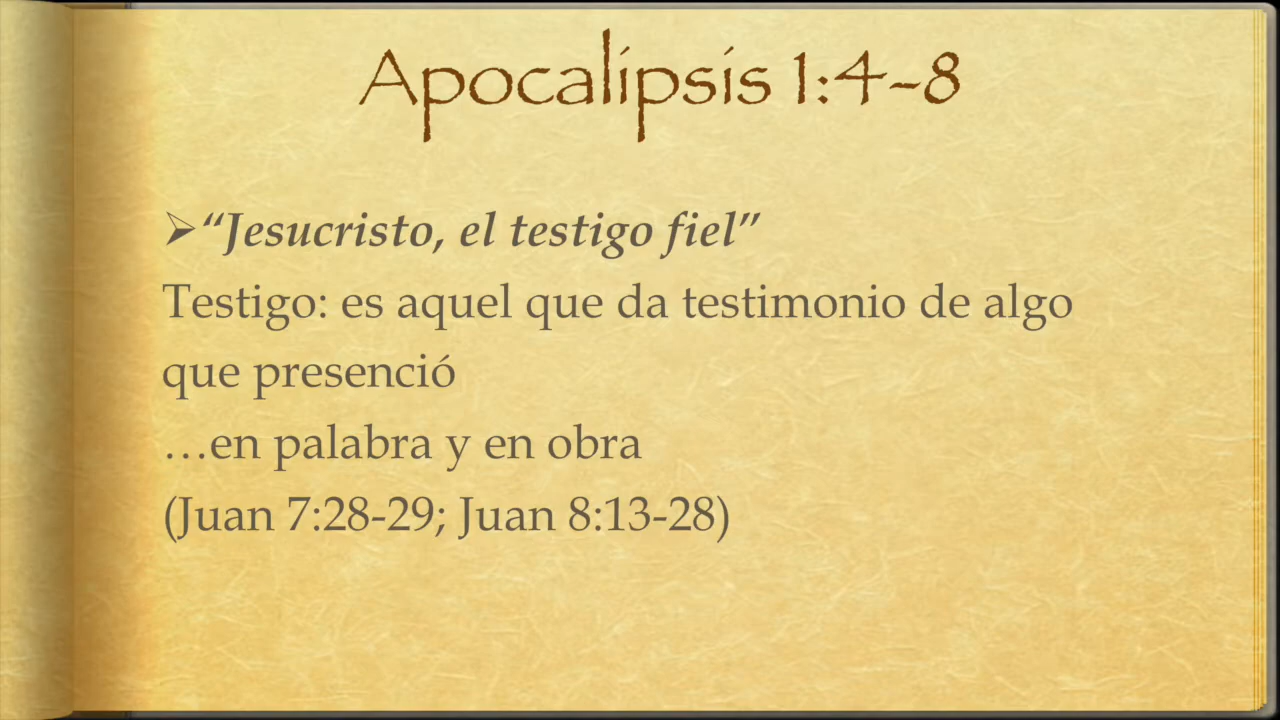 Apocalipsis 1:4-8
➢“Jesucristo, el testigo fiel”
Testigo: es aquel que da testimonio de algo
que presenció
…en palabra y en obra
(Juan 7:28-29; Juan 8:13-28)